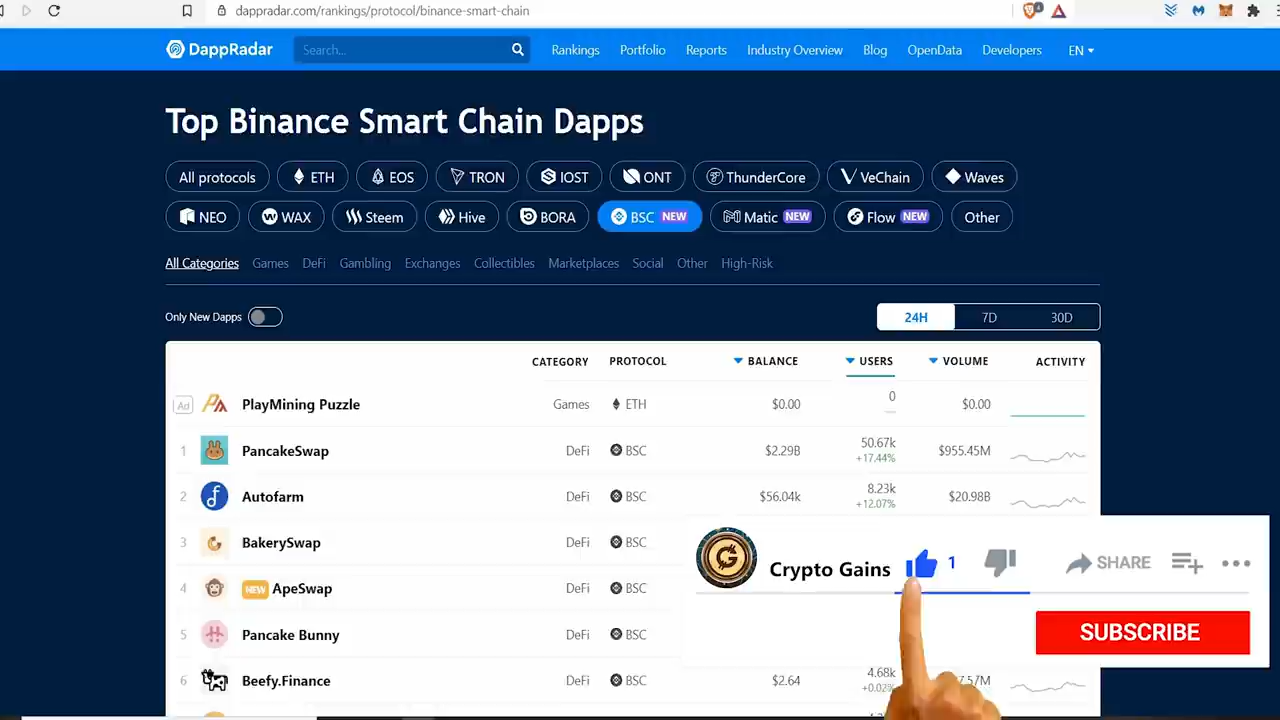 dappradar.com/rankings/protocol/binance-smart-chain
4
DappRadar Search... Rankings Portfolio Reports Industry Overview Blog OpenData Developers EN
Top Binance Smart Chain Dapps
All protocols ETH EOS TRON IOST ONT ThunderCore VeChain Waves
NEO WAX Steem Hive BORA BSC NEW Matic NEW Flow NEW Other
All Categories Games DeFi Gambling Exchanges Collectibles Marketplaces Social Other High-Risk
Only New Dapps 24H 7D 30D
CATEGORY PROTOCOL BALANCE USERS VOLUME ACTIVITY
Ad PlayMining Puzzle Games ETH $0.00 0 $0.00
1 PancakeSwap DeFi BSC $2.29B 50.67k $955.45M
+17.44%
2 Autofarm DeFi BSC $56.04k 8.23k $20.98B
+12.07%
3 BakerySwap DeFi BSC
4 NEW ApeSwap DeFi BSC
5 Pancake Bunny DeFi BSC
6 Beefy.Finance DeFi BSC $2.64 4.68k
Crypto Gains 1 SHARE
SUBSCRIBE